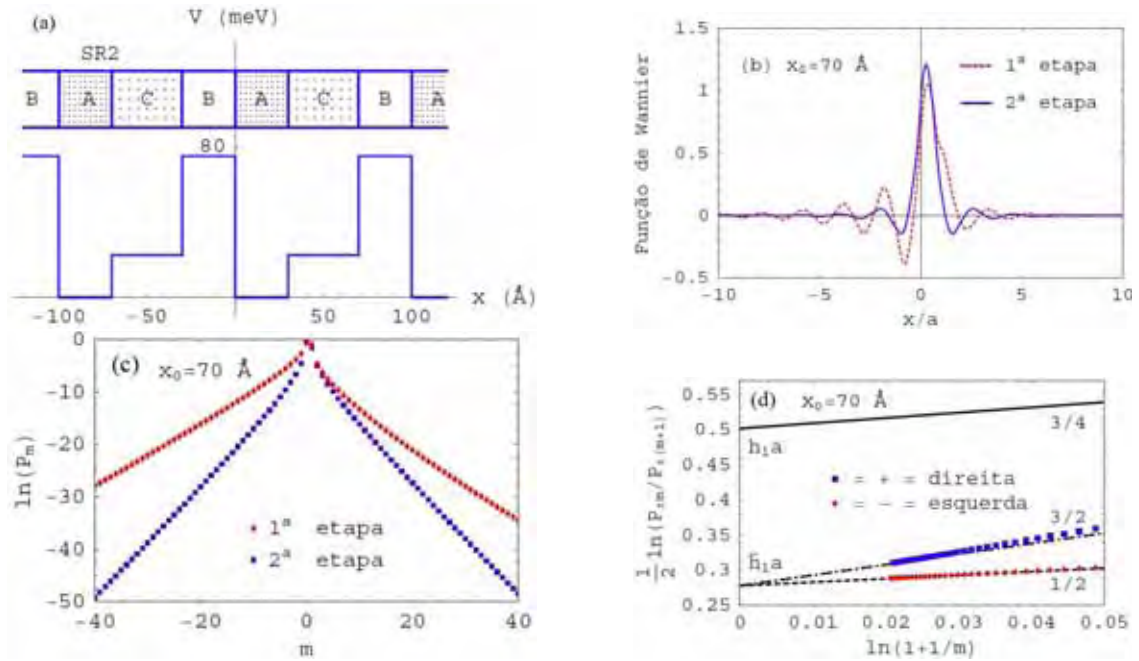 (a)
V (meV)
SR2
B A C B A C B A
80
-100 -50 50 100 x (Å)
Função de Wannier
1.5
1
0.5
0
-0.5
(b) x₀=70 Å
1ª etapa
2ª etapa
-10 -5 0 5 10
x/a
ln(Pₘ)
0
-10
-20
-30
-40
-50
(c) x₀=70 Å
1ª etapa
2ª etapa
-40 -20 0 20 40
m
½ ln(P±m/P±(m+1))
0.55
0.5
0.45
0.4
0.35
0.3
0.25
(d) x₀=70 Å
3/4
h₁a
= + = direita
= - = esquerda
3/2
h̄₁a
1/2
0 0.01 0.02 0.03 0.04 0.05
ln(1+1/m)